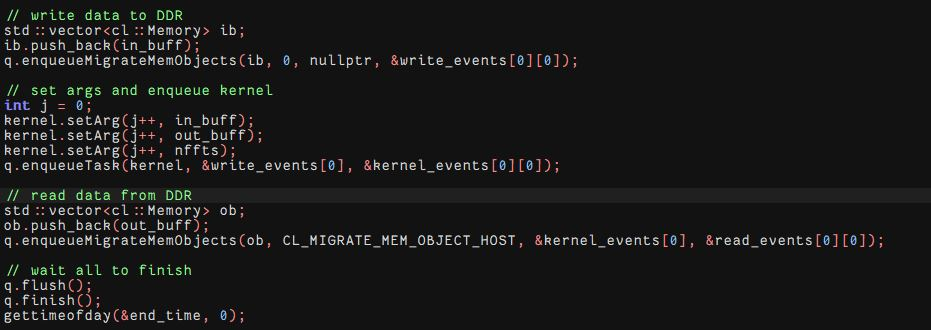 // write data to DDR
std::vector<cl::Memory> ib;
ib.push_back(in_buff);
q.enqueueMigrateMemObjects(ib, 0, nullptr, &write_events[0][0]);
// set args and enqueue kernel
int j = 0;
kernel.setArg(j++, in_buff);
kernel.setArg(j++, out_buff);
kernel.setArg(j++, nffts);
q.enqueueTask(kernel, &write_events[0], &kernel_events[0][0]);
// read data from DDR
std::vector<cl::Memory> ob;
ob.push_back(out_buff);
q.enqueueMigrateMemObjects(ob, CL_MIGRATE_MEM_OBJECT_HOST, &kernel_events[0], &read_events[0][0]);
// wait all to finish
q.flush();
q.finish();
gettimeofday(&end_time, 0);